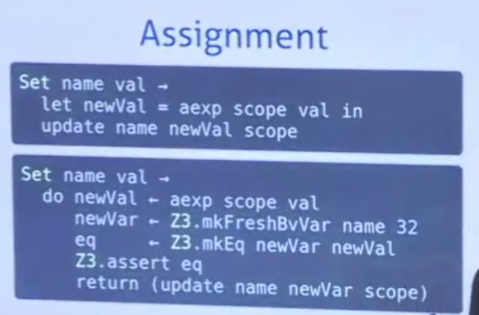 Assignment
Set name val →
let newVal = aexp scope val in
update name newVal scope
Set name val →
do newVal ← aexp scope val
newVar ← Z3.mkFreshBvVar name 32
eq ← Z3.mkEq newVar newVal
Z3.assert eq
return (update name newVar scope)